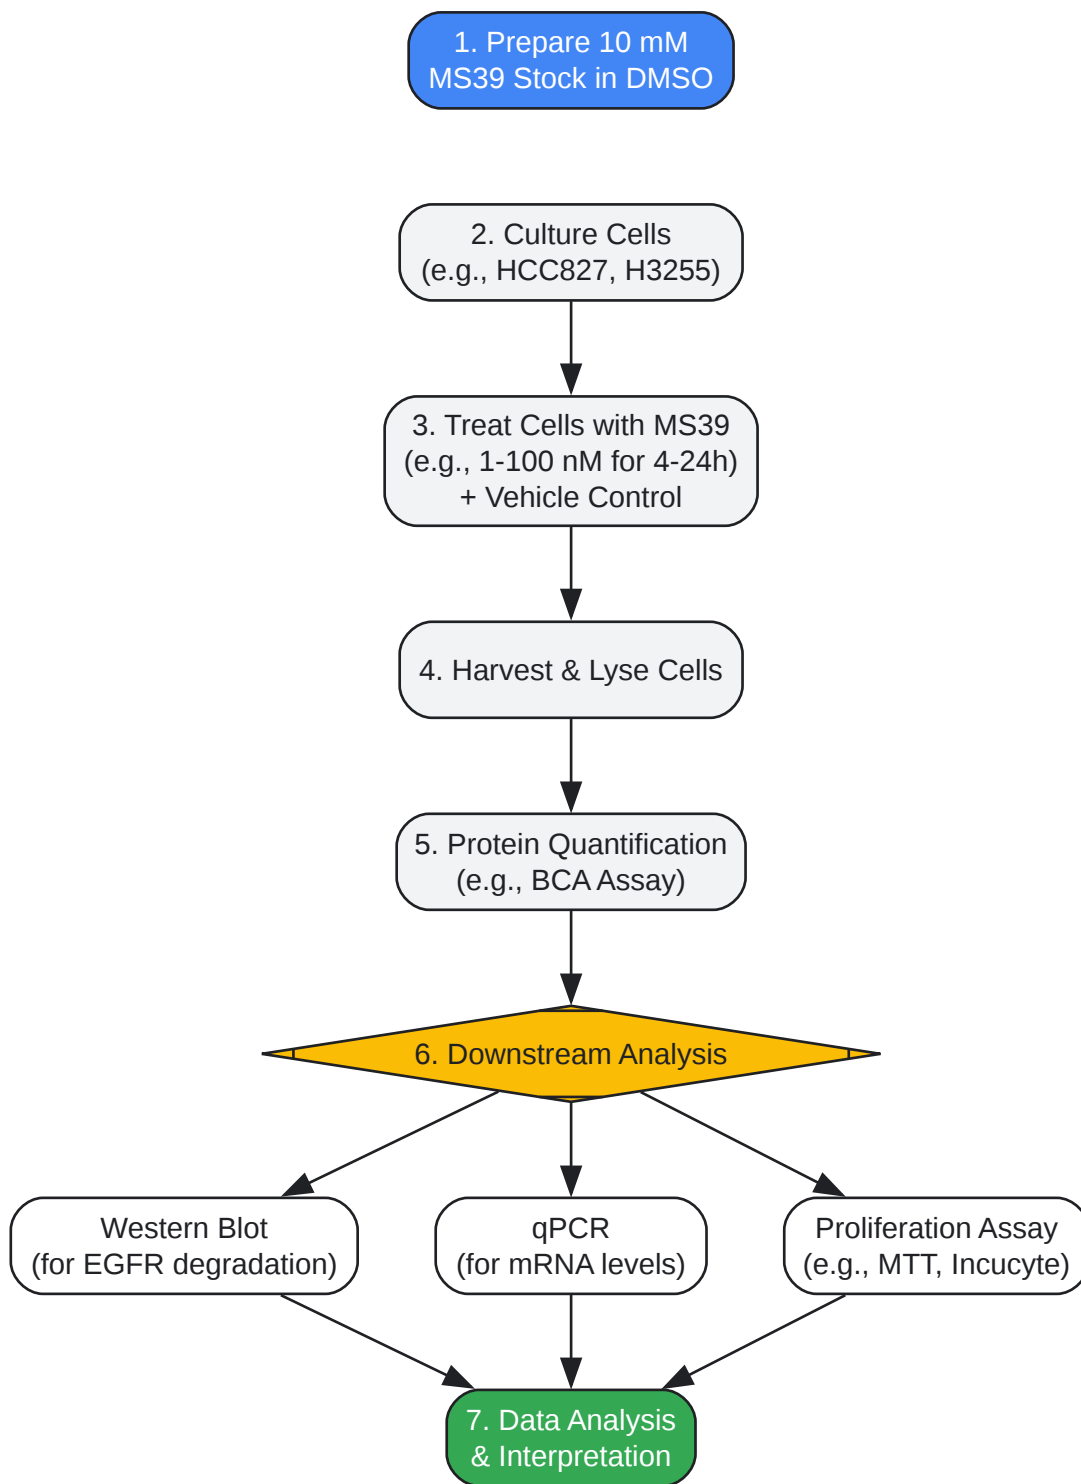 1. Prepare 10 mM
MS39 Stock in DMSO
2. Culture Cells
(e.g., HCC827, H3255)
3. Treat Cells with MS39
(e.g., 1-100 nM for 4-24h)
+ Vehicle Control
4. Harvest & Lyse Cells
5. Protein Quantification
(e.g., BCA Assay)
6. Downstream Analysis
Western Blot
(for EGFR degradation)
qPCR
(for mRNA levels)
Proliferation Assay
(e.g., MTT, Incucyte)
7. Data Analysis
& Interpretation